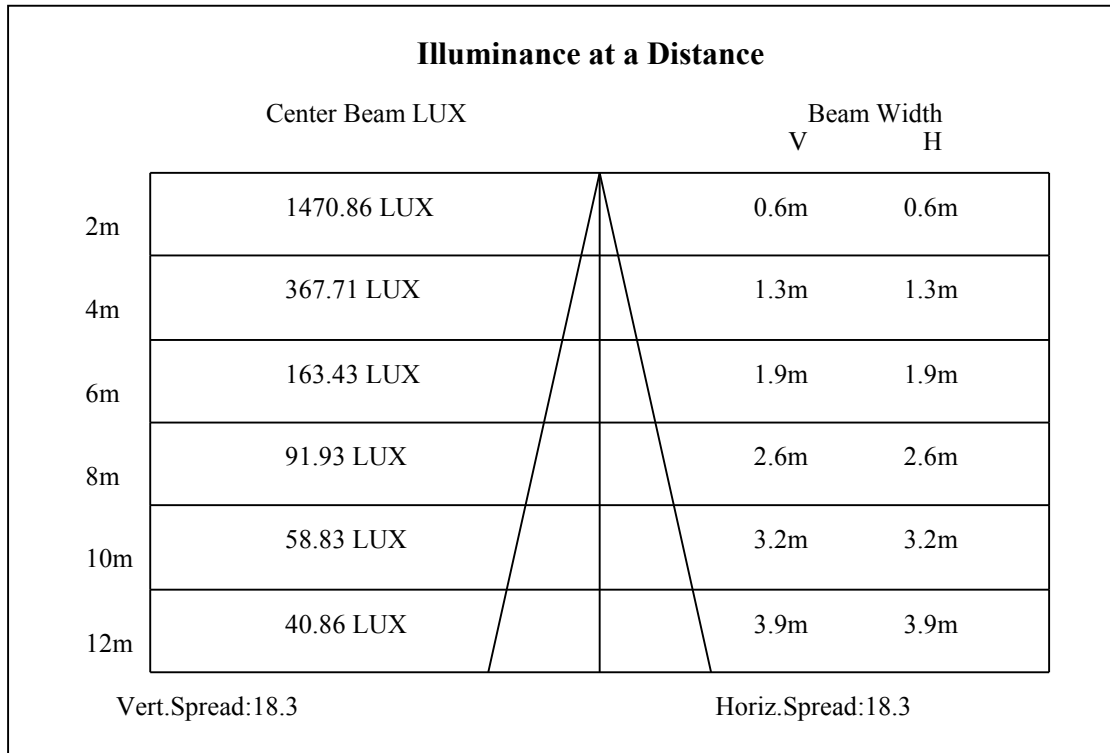 Illuminance at a Distance
Center Beam LUX Beam Width
V H
2m 1470.86 LUX 0.6m 0.6m
4m 367.71 LUX 1.3m 1.3m
6m 163.43 LUX 1.9m 1.9m
8m 91.93 LUX 2.6m 2.6m
10m 58.83 LUX 3.2m 3.2m
12m 40.86 LUX 3.9m 3.9m
Vert.Spread:18.3 Horiz.Spread:18.3